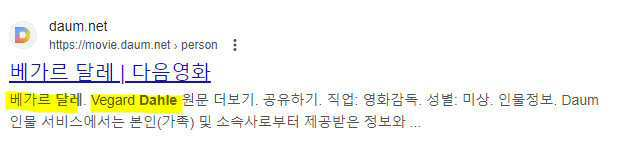 daum.net
https://movie.daum.net › person
베가르 달레 | 다음영화
베가르 달레. Vegard Dahle 원문 더보기. 공유하기. 직업: 영화감독. 성별: 미상. 인물정보. Daum
인물 서비스에서는 본인(가족) 및 소속사로부터 제공받은 정보와 ...